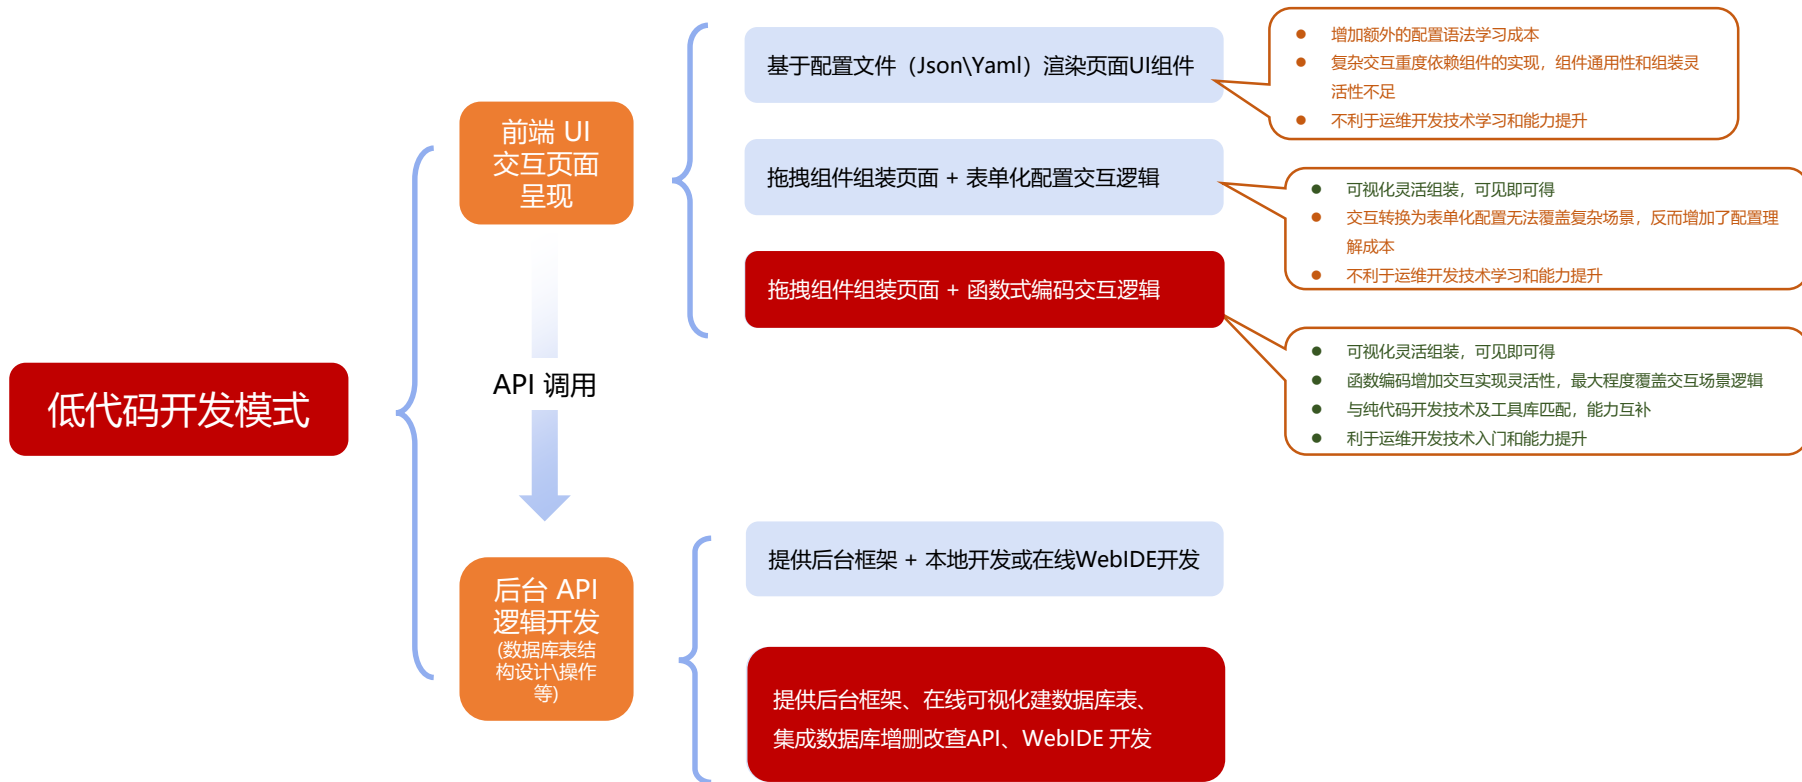 低代码开发模式
前端 UI
交互页面
呈现
API 调用
后台 API
逻辑开发
(数据库表结
构设计\操作
等)
基于配置文件（Json\Yaml）渲染页面UI组件
增加额外的配置语法学习成本
复杂交互重度依赖组件的实现，组件通用性和组装灵
活性不足
不利于运维开发技术学习和能力提升
拖拽组件组装页面 + 表单化配置交互逻辑
可视化灵活组装，可见即可得
交互转换为表单化配置无法覆盖复杂场景，反而增加了配置理
解成本
不利于运维开发技术学习和能力提升
拖拽组件组装页面 + 函数式编码交互逻辑
可视化灵活组装，可见即可得
函数编码增加交互实现灵活性，最大程度覆盖交互场景逻辑
与纯代码开发技术及工具库匹配，能力互补
利于运维开发技术入门和能力提升
提供后台框架 + 本地开发或在线WebIDE开发
提供后台框架、在线可视化建数据库表、
集成数据库增删改查API、WebIDE 开发